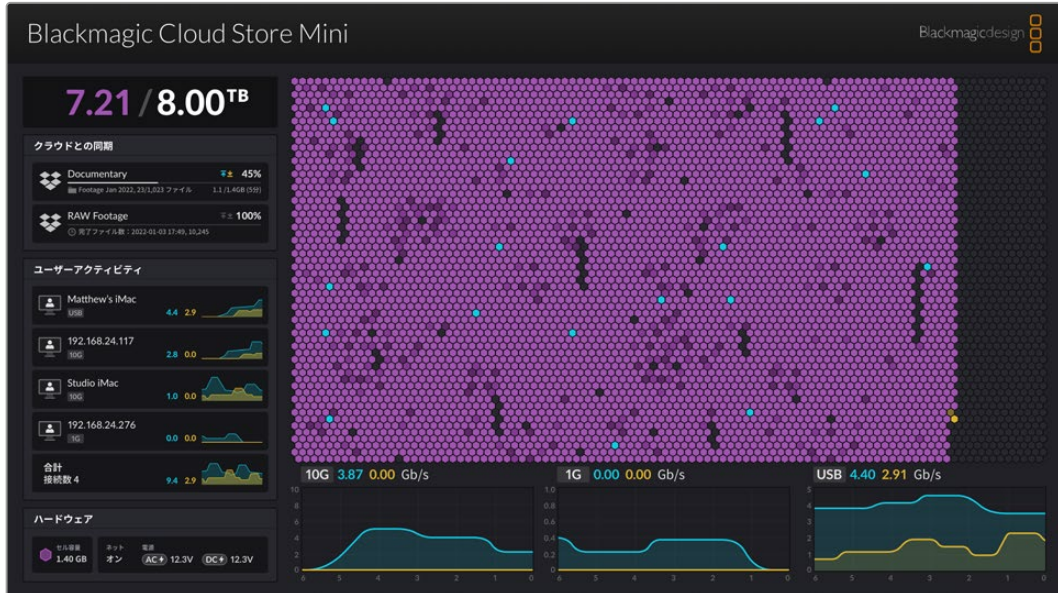 Blackmagic Cloud Store Mini
Blackmagicdesign
7.21 / 8.00 TB
クラウドとの同期
Documentary 45%
Footage Jan 2022, 23/1,023 ファイル 1.1 /1.4GB (5分)
RAW Footage 100%
完了ファイル数：2022-01-03 17:49, 10,245
ユーザーアクティビティ
Matthew's iMac
USB 4.4 2.9
192.168.24.117
10G 2.8 0.0
Studio iMac
10G 1.0 0.0
192.168.24.276
1G 0.0 0.0
合計
接続数 4 9.4 2.9
ハードウェア
セル容量
1.40 GB
ネット
オン
電源
AC 12.3V DC 12.3V
10G 3.87 0.00 Gb/s
10
8
6
4
2
0
6 5 4 3 2 1 0
1G 0.00 0.00 Gb/s
1.0
0.8
0.6
0.4
0.2
0.0
6 5 4 3 2 1 0
USB 4.40 2.91 Gb/s
5
4
3
2
1
0
6 5 4 3 2 1 0